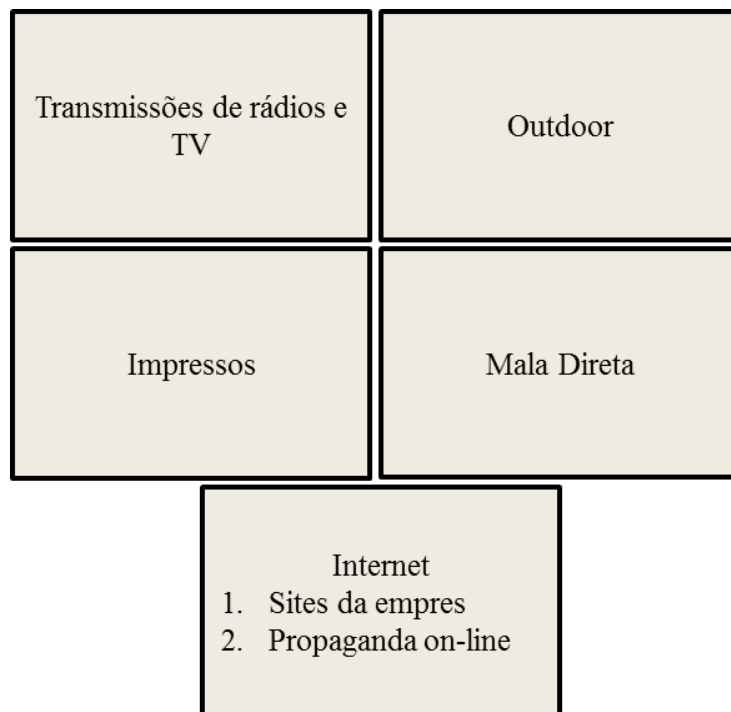 Transmissões de rádios e
TV
Outdoor
Impressos
Mala Direta
Internet
1. Sites da empres
2. Propaganda on-line